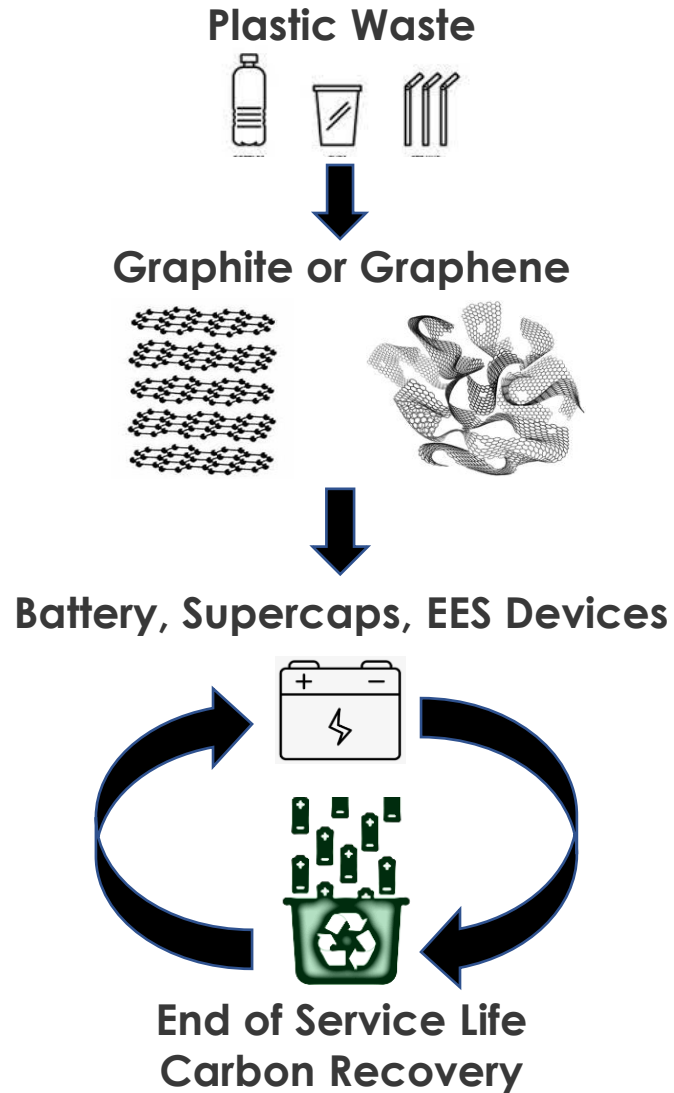 Plastic Waste
Graphite or Graphene
Battery, Supercaps, EES Devices
End of Service Life
Carbon Recovery